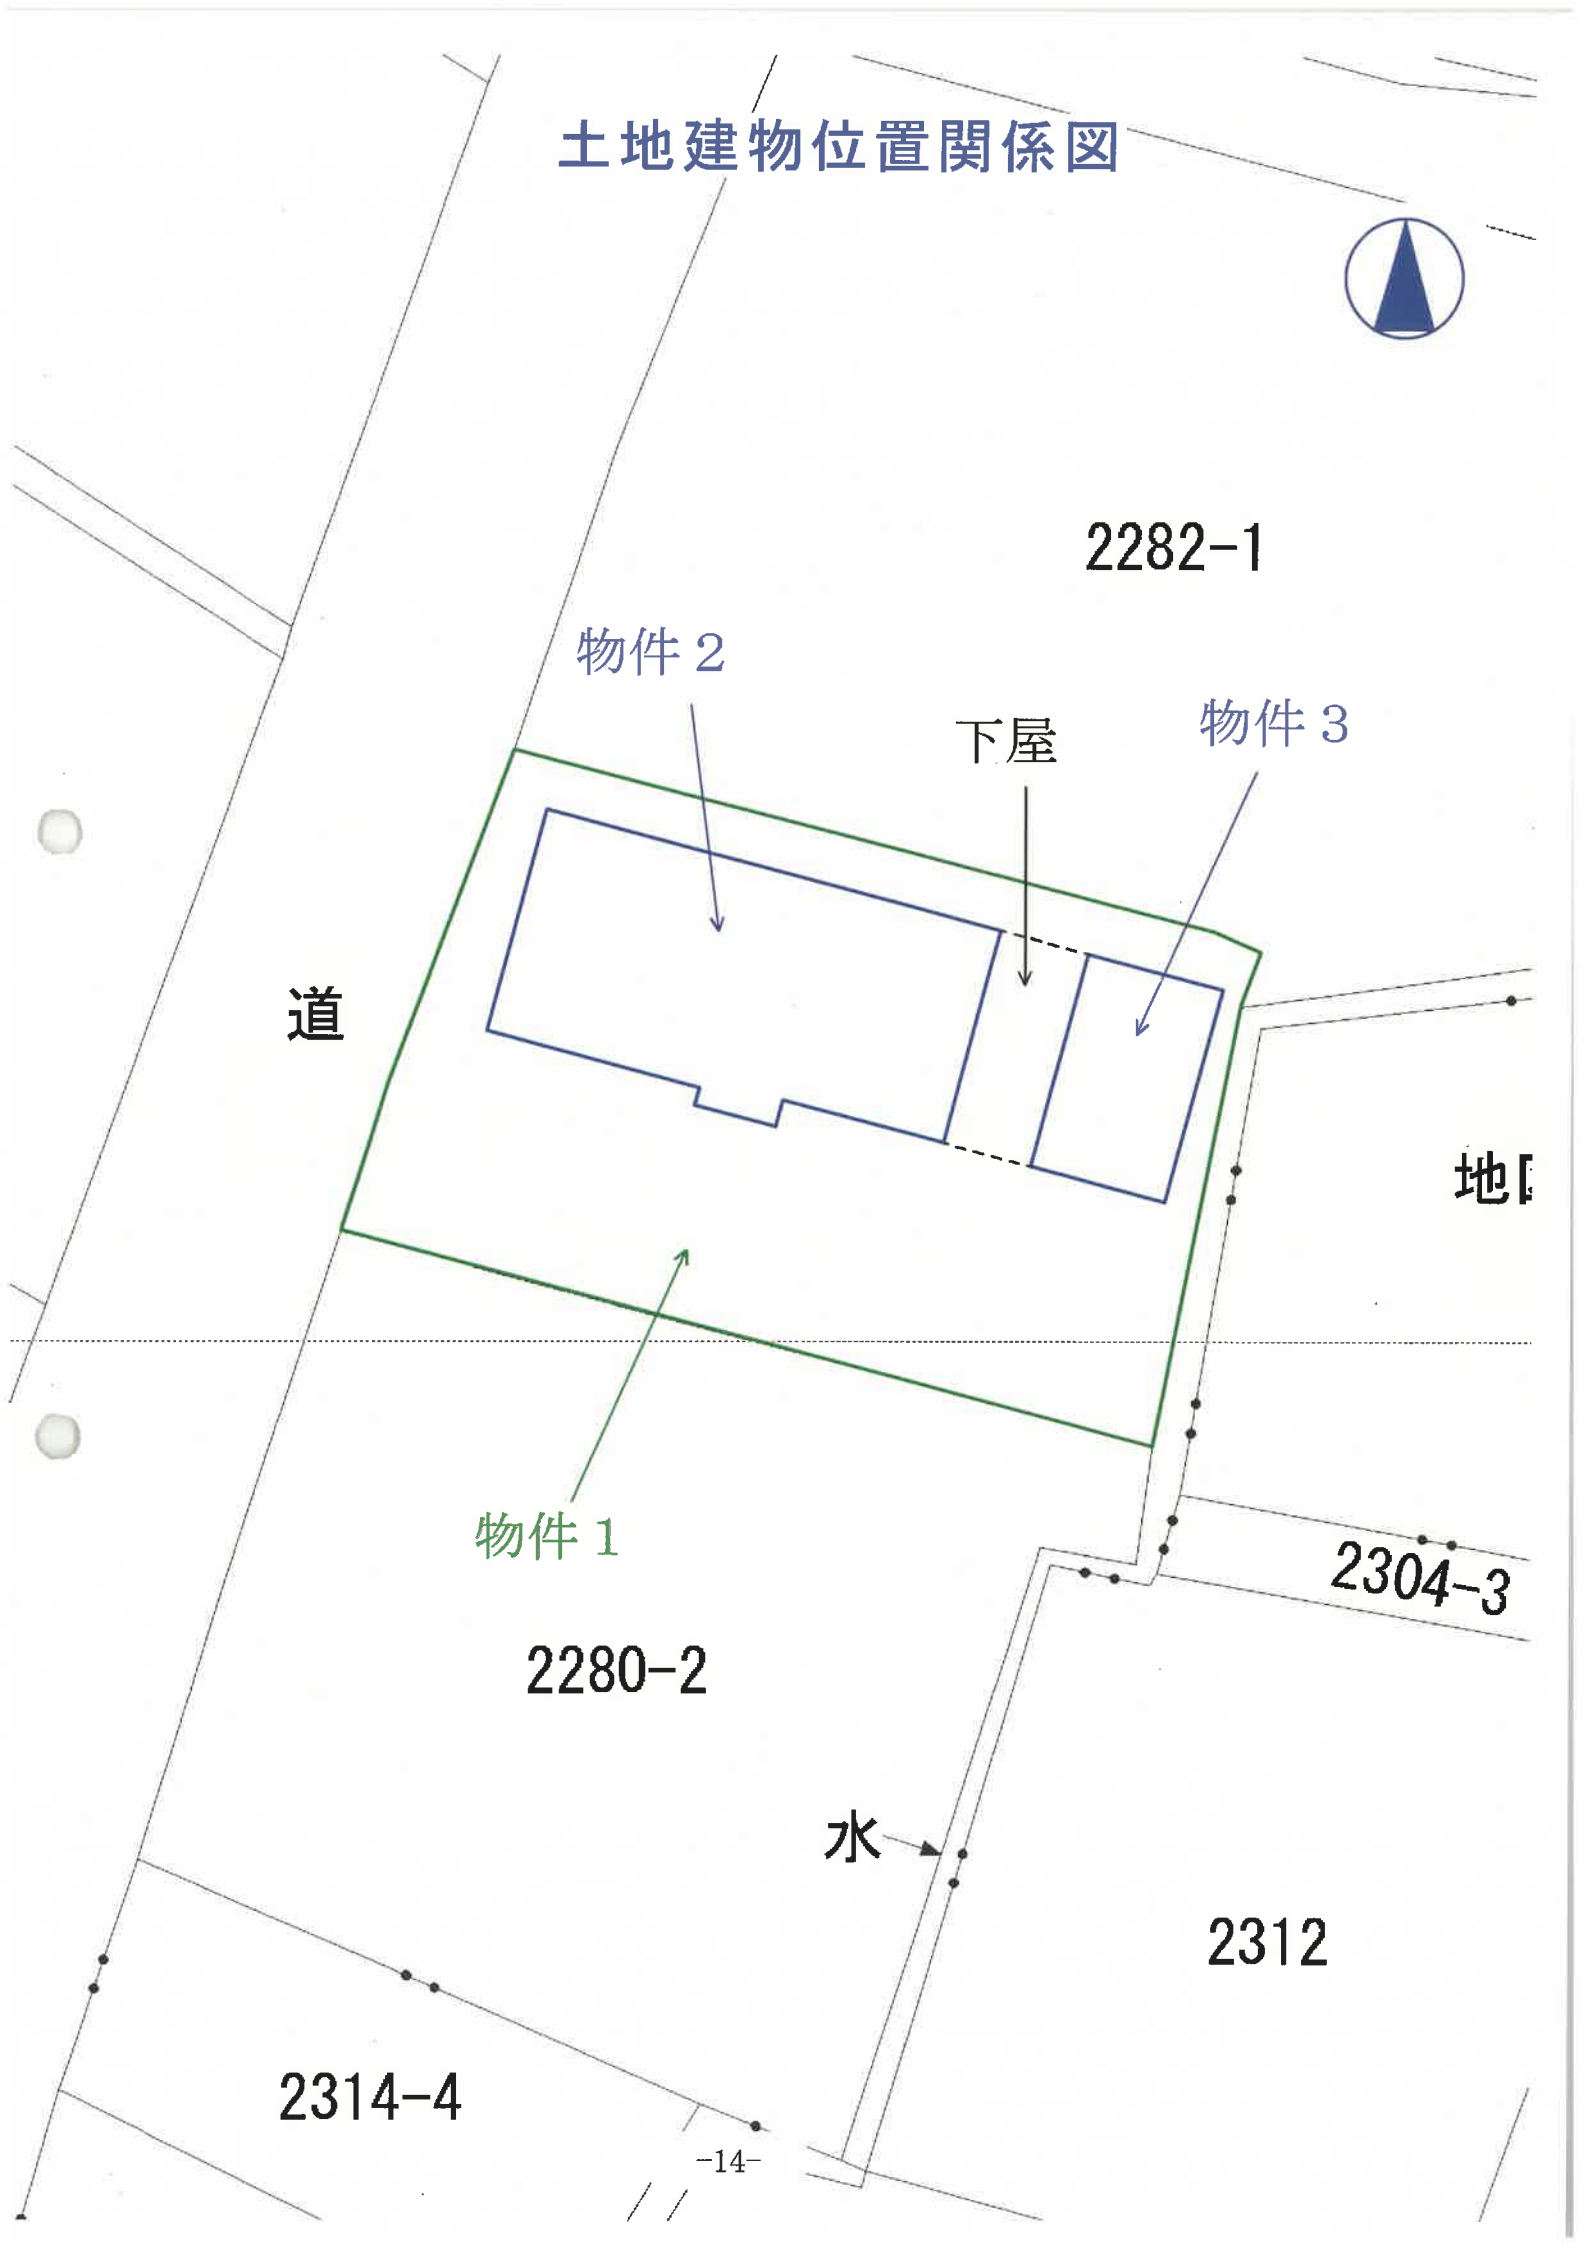 土地建物位置関係図
2282-1
物件２
物件３
下屋
道
地
物件１
2304-3
2280-2
水
2312
2314-4
-14-